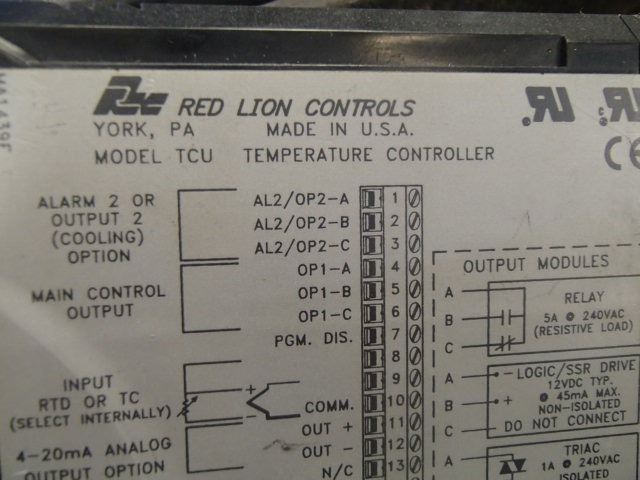 RLC RED LION CONTROLS
YORK, PA MADE IN U.S.A.
MODEL TCU TEMPERATURE CONTROLLER
ALARM 2 OR
OUTPUT 2
(COOLING)
OPTION
AL2/OP2-A 1
AL2/OP2-B 2
AL2/OP2-C 3
MAIN CONTROL
OUTPUT
OP1-A 4
OP1-B 5
OP1-C 6
PGM. DIS. 7
8
INPUT
RTD OR TC
(SELECT INTERNALLY)
+
-
9
COMM. 10
4-20mA ANALOG
OUTPUT OPTION
OUT + 11
OUT - 12
N/C 13
OUTPUT MODULES
A
B
C
RELAY
5A @ 240VAC
(RESISTIVE LOAD)
A - LOGIC/SSR DRIVE
12VDC TYP.
B + @ 45mA MAX.
NON-ISOLATED
C - DO NOT CONNECT
A
TRIAC
1A @ 240VAC
ISOLATED
RU
c RU
CE